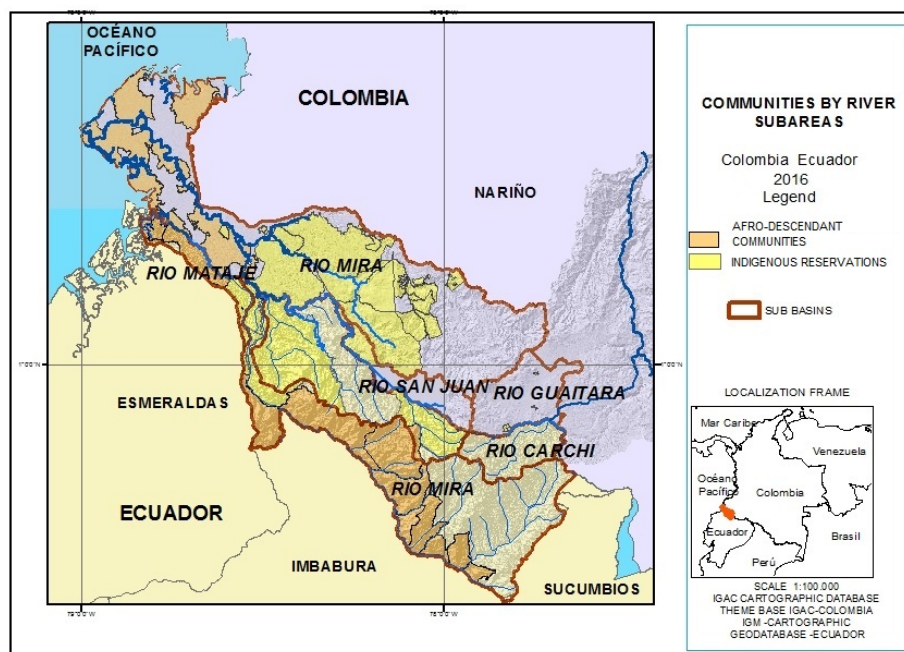 OCÉANO
PACÍFICO
COLOMBIA
NARIÑO
RIO MATAJE
RIO MIRA
RIO SAN JUAN
RIO GUAITARA
ESMERALDAS
RIO CARCHI
RIO MIRA
ECUADOR
IMBABURA
SUCUMBIOS
COMMUNITIES BY RIVER
SUBAREAS
Colombia Ecuador
2016
Legend
AFRO-DESCENDANT
COMMUNITIES
INDIGENOUS RESERVATIONS
SUB BASINS
LOCALIZATION FRAME
Mar Caribe
Venezuela
Océano
Pacífico
Colombia
Ecuador
Brasil
Perú
SCALE 1:100.000
IGAC CARTOGRAPHIC DATABASE
THEME BASE IGAC-COLOMBIA
IGM -CARTOGRAPHIC
GEODATABASE -ECUADOR